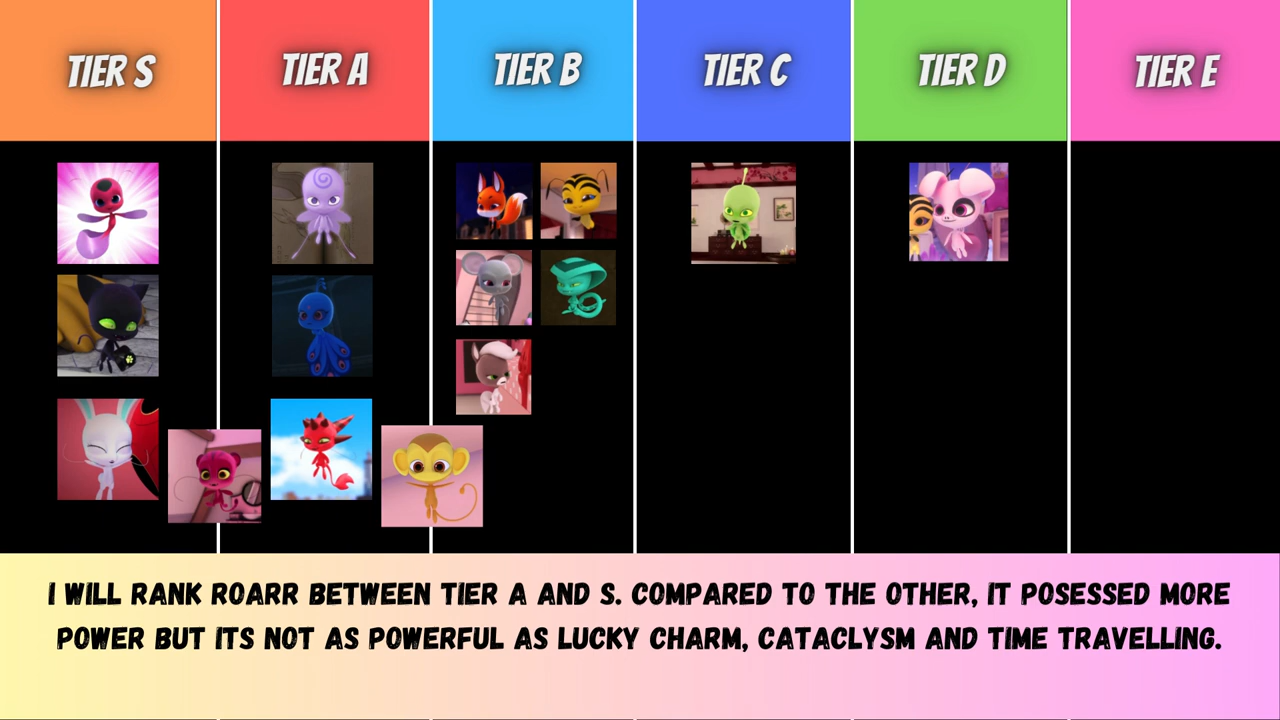 TIER S
TIER A
TIER B
TIER C
TIER D
TIER E
I WILL RANK ROARR BETWEEN TIER A AND S. COMPARED TO THE OTHER, IT POSESSED MORE
POWER BUT ITS NOT AS POWERFUL AS LUCKY CHARM, CATACLYSM AND TIME TRAVELLING.